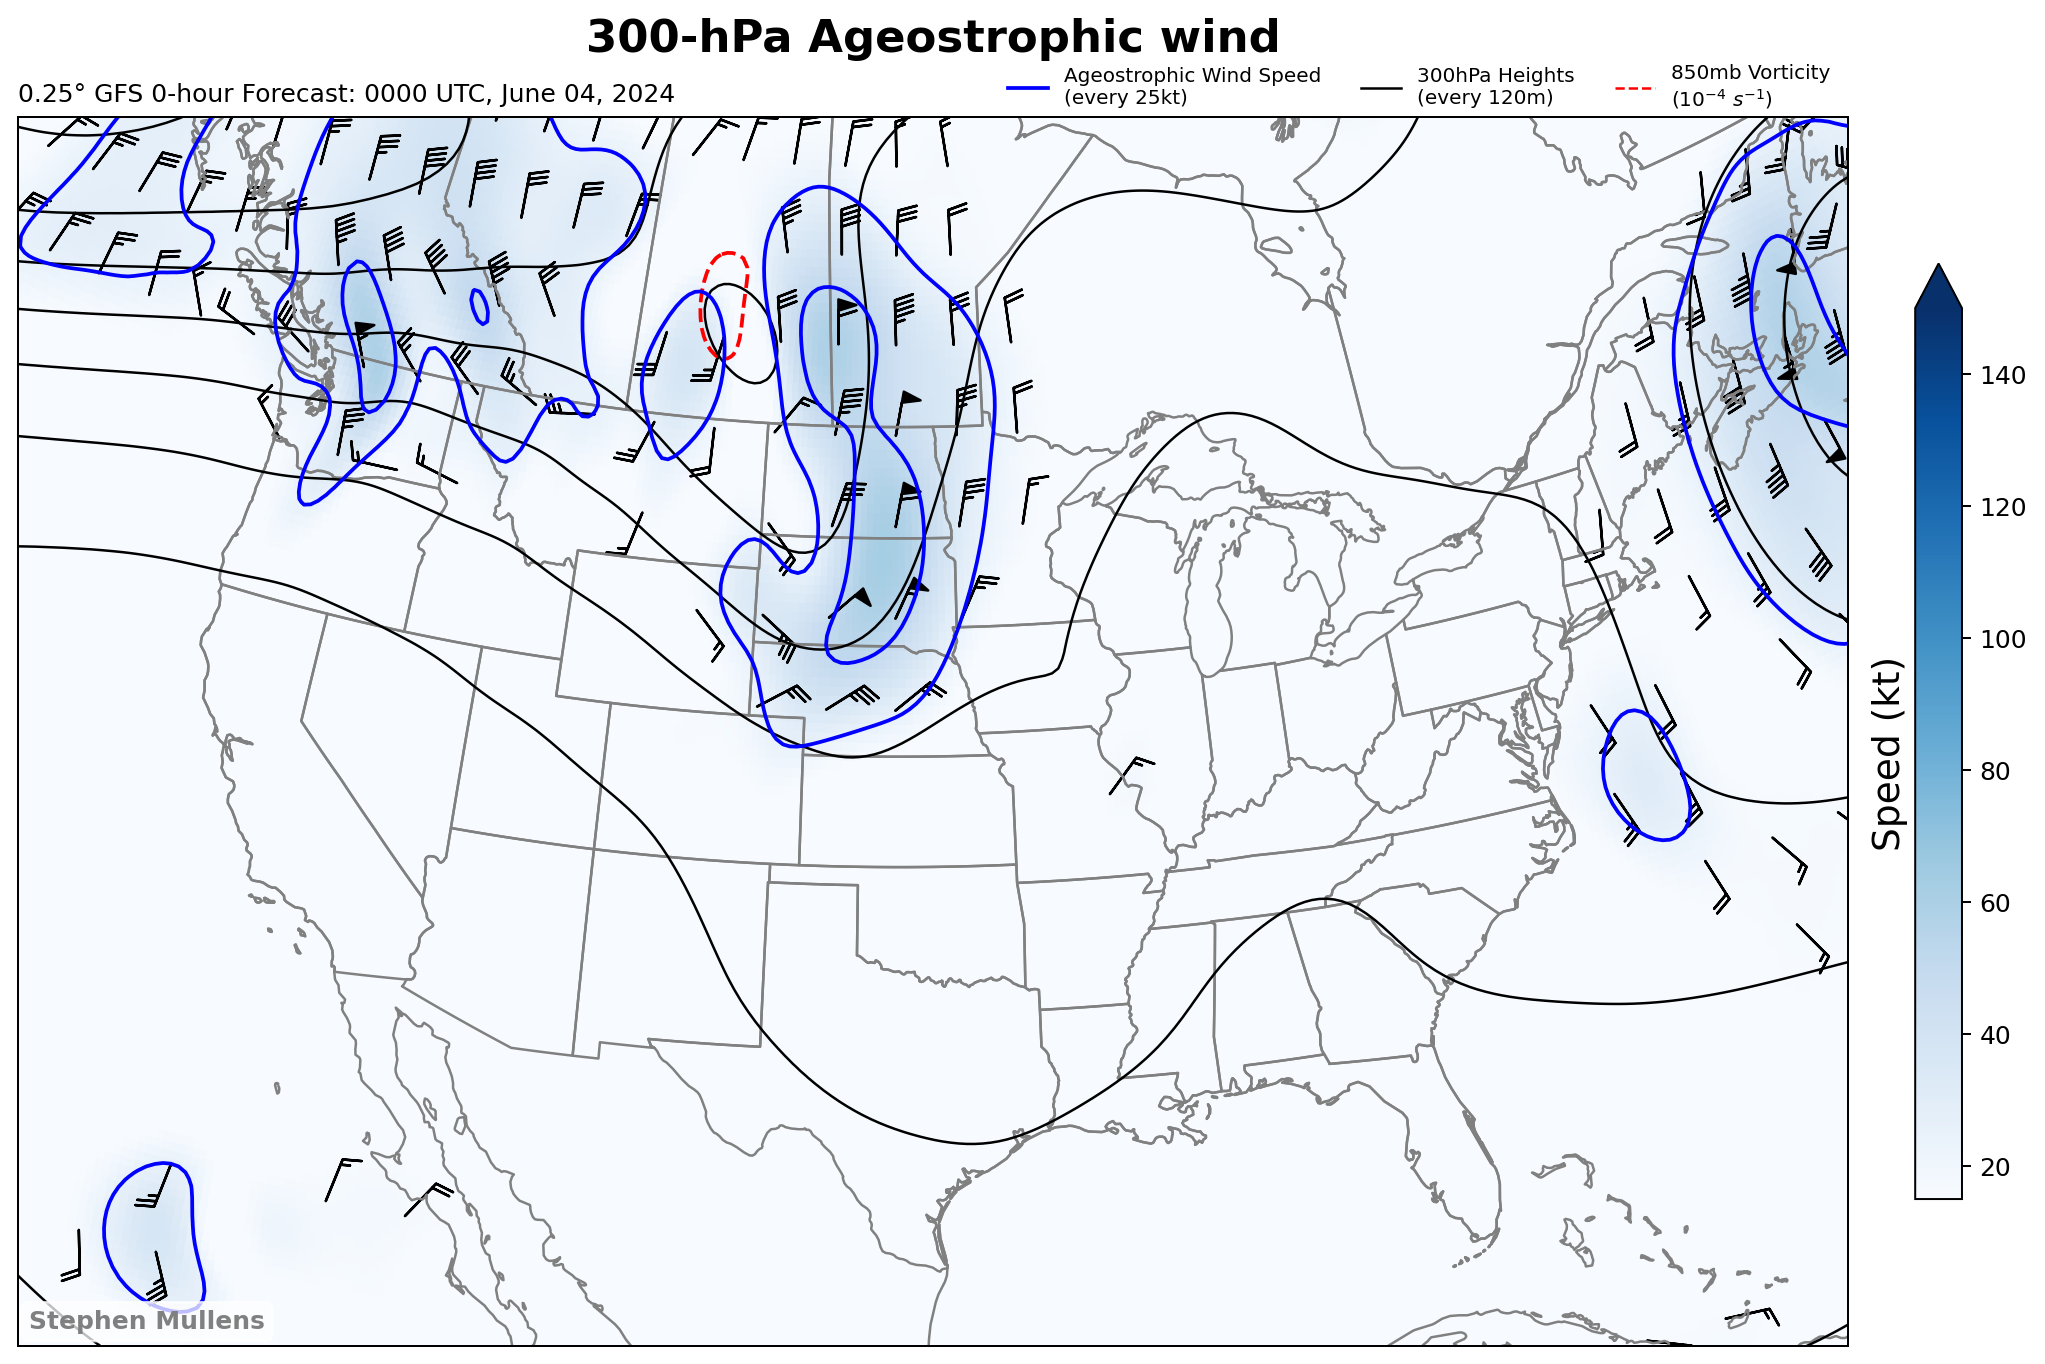 300-hPa Ageostrophic wind
0.25° GFS 0-hour Forecast: 0000 UTC, June 04, 2024
Ageostrophic Wind Speed
(every 25kt)
300hPa Heights
(every 120m)
850mb Vorticity
(10⁻⁴ s⁻¹)
140
120
100
80
60
40
20
Speed (kt)
Stephen Mullens